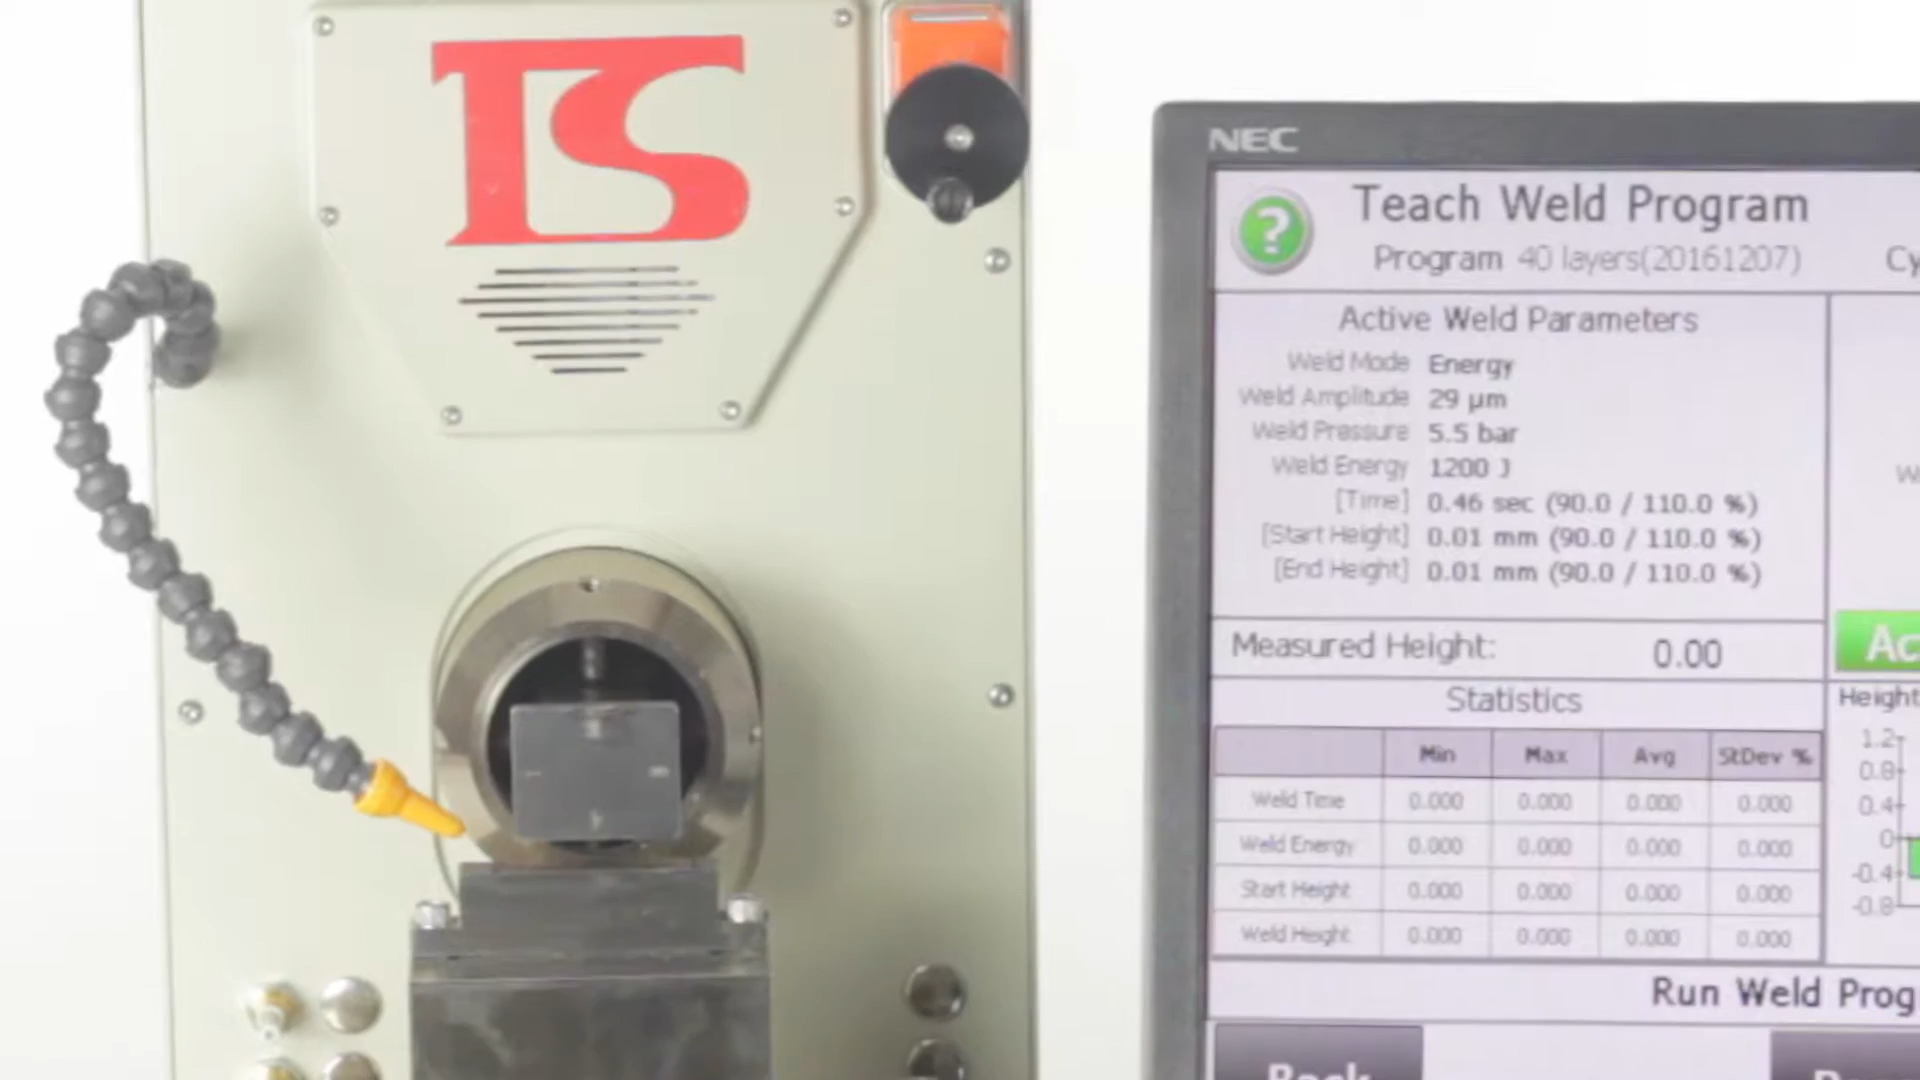 TS
NEC
Teach Weld Program
Program 40 layers(20161207)
Cy
Active Weld Parameters
Weld Mode Energy
Weld Amplitude 29 µm
Weld Pressure 5.5 bar
Weld Energy 1200 J
[Time] 0.46 sec (90.0 / 110.0 %)
[Start Height] 0.01 mm (90.0 / 110.0 %)
[End Height] 0.01 mm (90.0 / 110.0 %)
Measured Height: 0.00
Ac
Statistics
Min Max Avg StDev %
Weld Time 0.000 0.000 0.000 0.000
Weld Energy 0.000 0.000 0.000 0.000
Start Height 0.000 0.000 0.000 0.000
Weld Height 0.000 0.000 0.000 0.000
Height
1.2
0.8
0.4
0
-0.4
-0.8
Run Weld Prog
Back